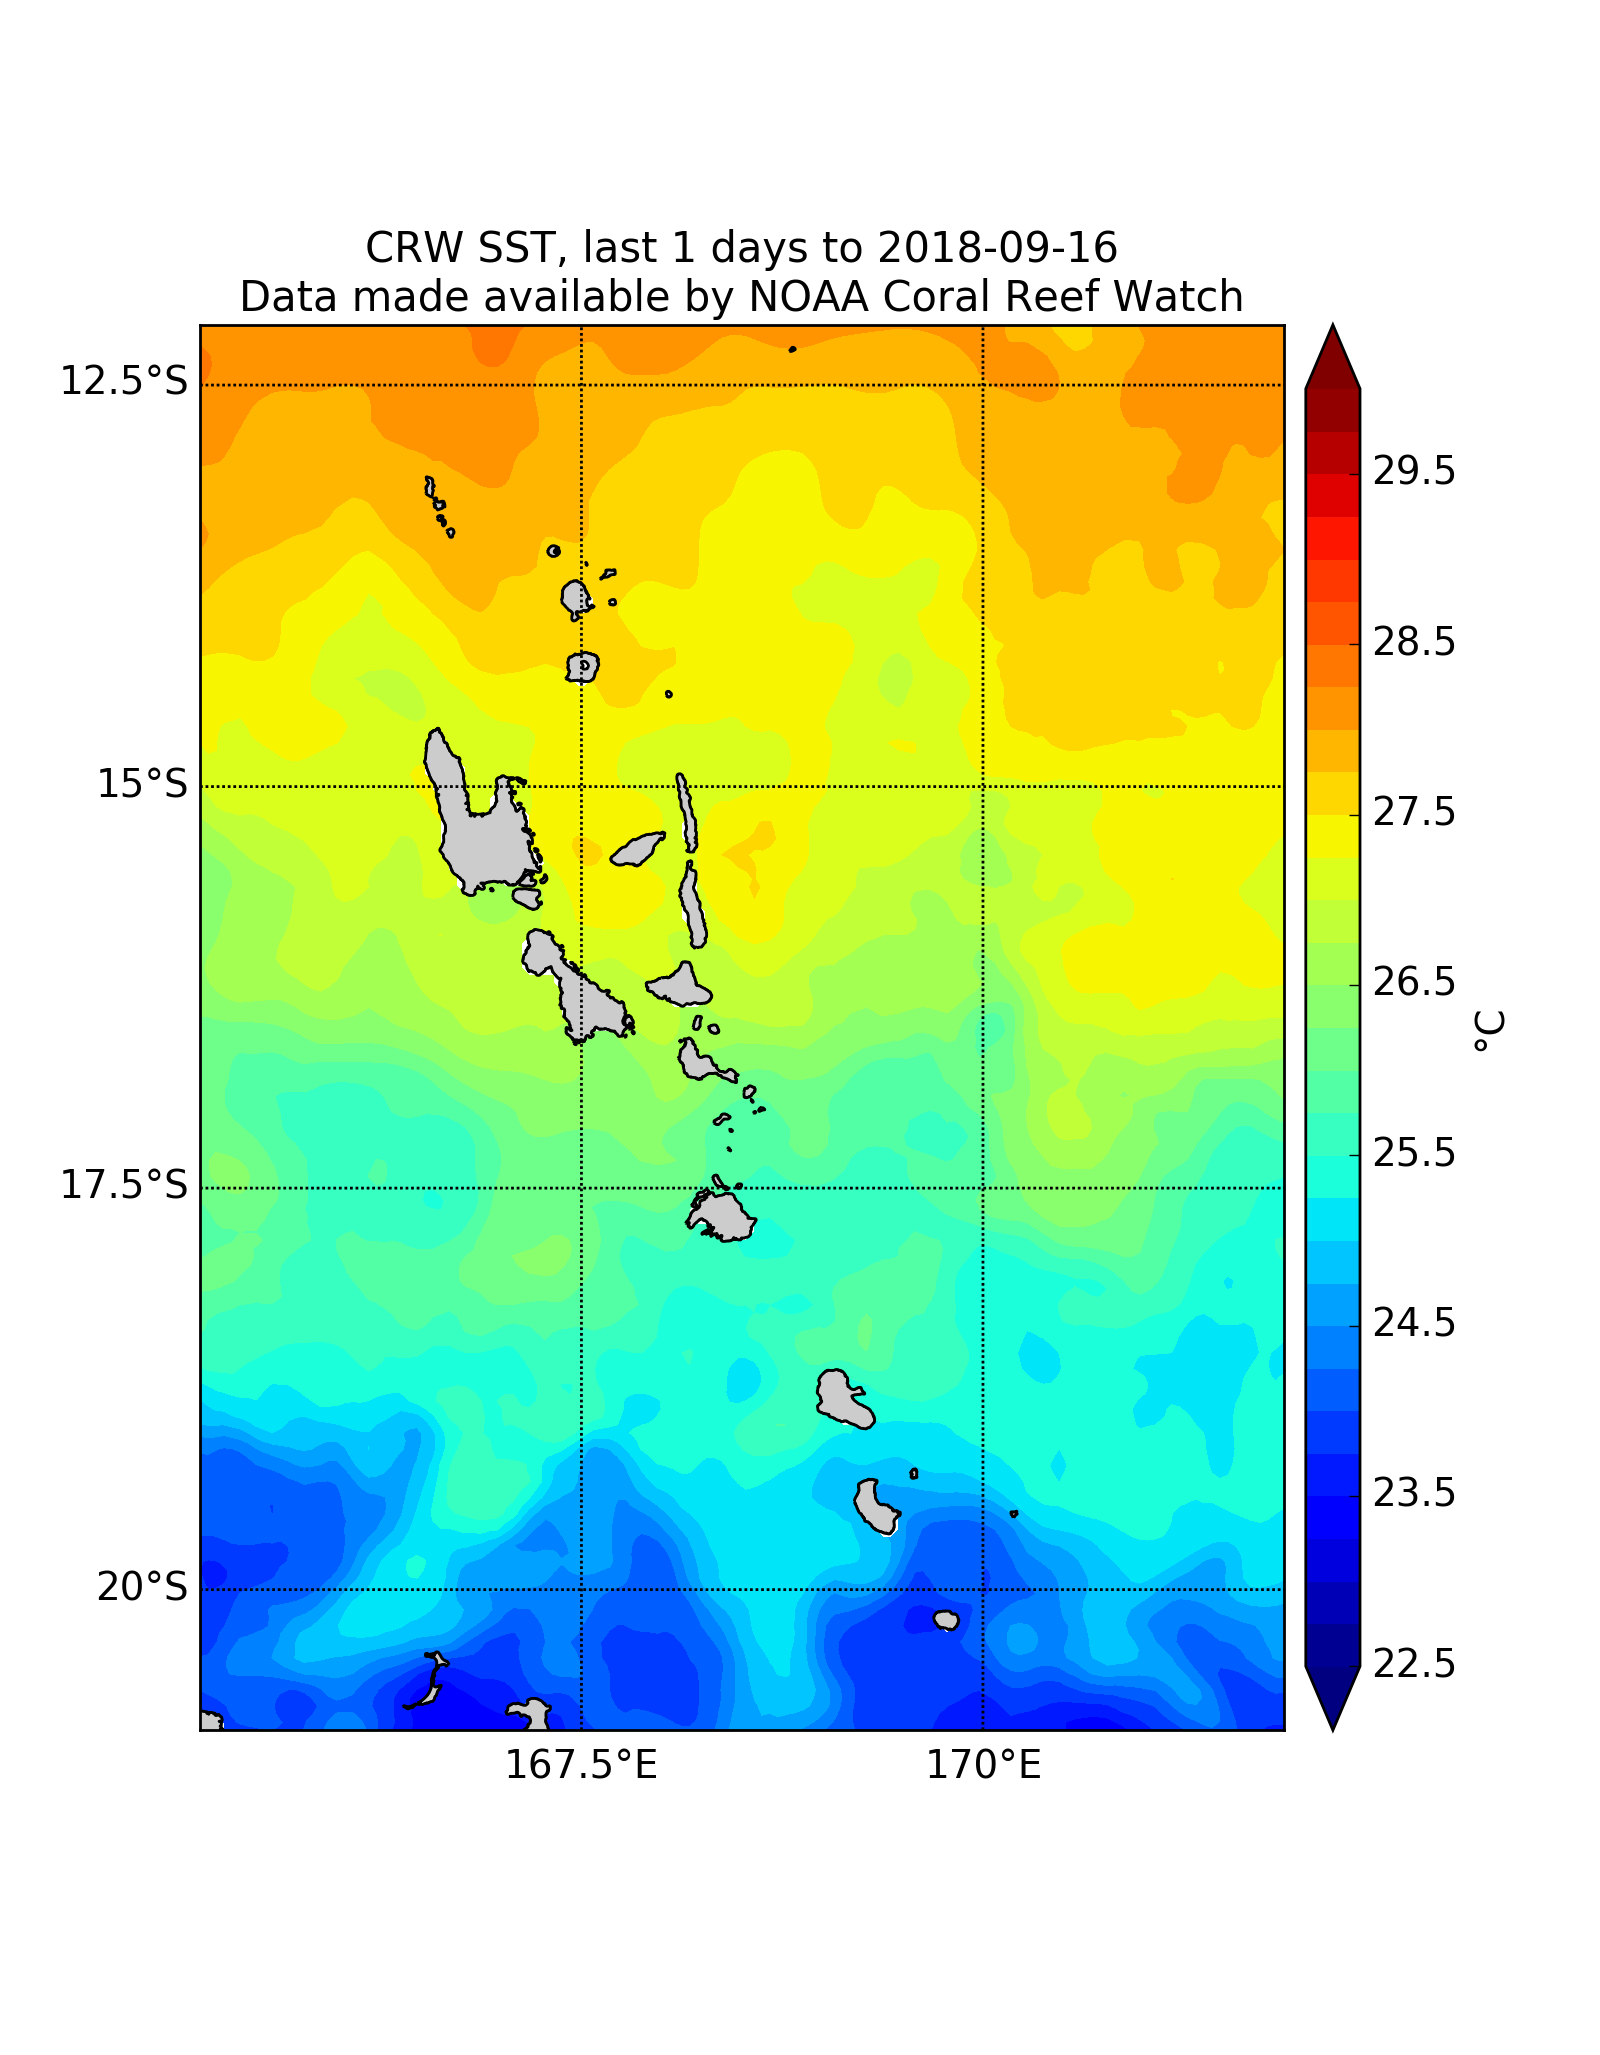 CRW SST, last 1 days to 2018-09-16
Data made available by NOAA Coral Reef Watch
12.5°S
15°S
17.5°S
20°S
167.5°E
170°E
29.5
28.5
27.5
26.5
25.5
24.5
23.5
22.5
°C